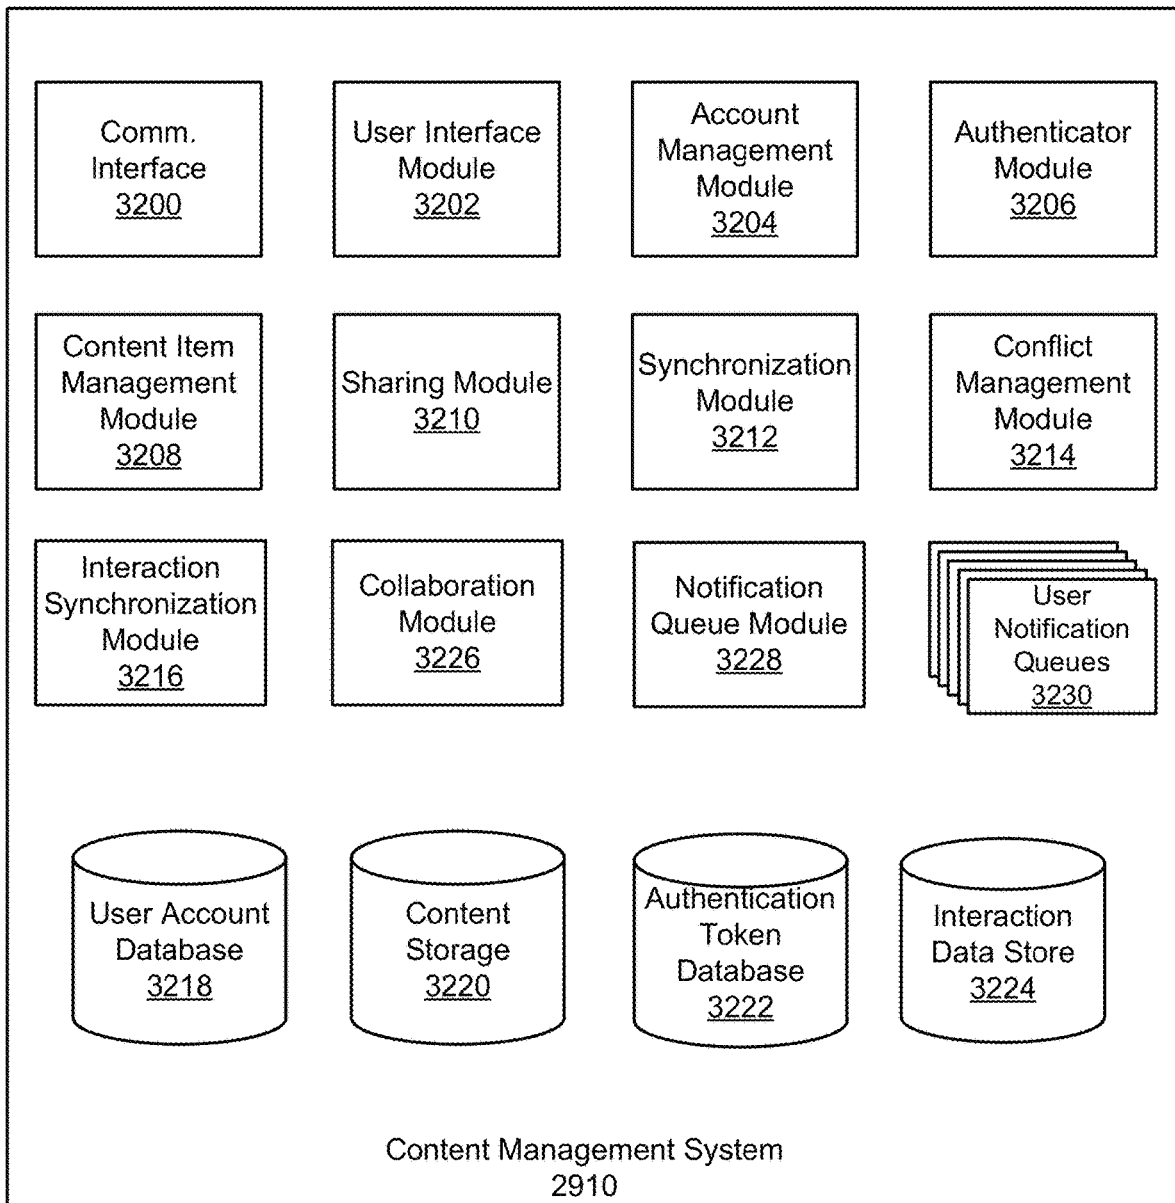 Comm.
Interface
3200
User Interface
Module
3202
Account
Management
Module
3204
Authenticator
Module
3206
Content Item
Management
Module
3208
Sharing Module
3210
Synchronization
Module
3212
Conflict
Management
Module
3214
Interaction
Synchronization
Module
3216
Collaboration
Module
3226
Notification
Queue Module
3228
User
Notification
Queues
3230
User Account
Database
3218
Content
Storage
3220
Authentication
Token
Database
3222
Interaction
Data Store
3224
Content Management System
2910